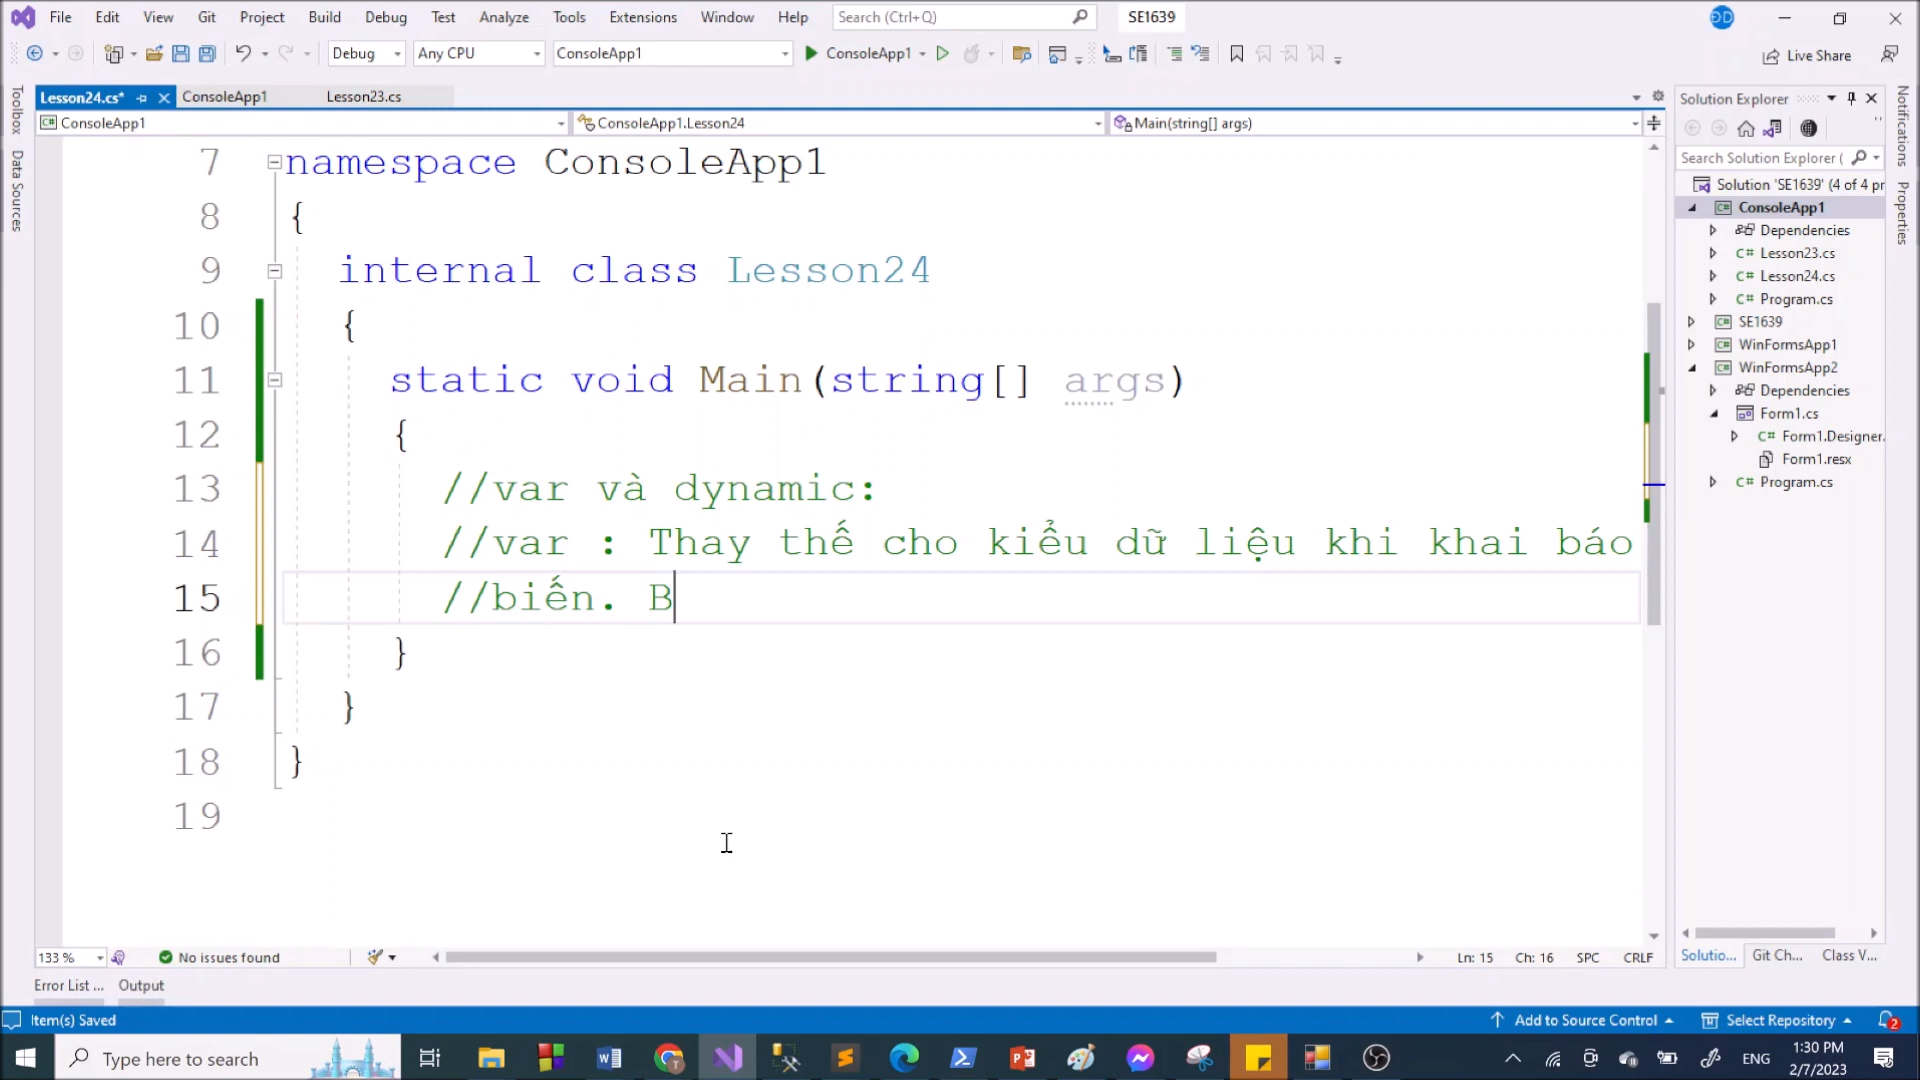 File Edit View Git Project Build Debug Test Analyze Tools Extensions Window Help Search (Ctrl+Q) SE1639
Debug Any CPU ConsoleApp1 ConsoleApp1 Live Share
Lesson24.cs* ConsoleApp1 Lesson23.cs
ConsoleApp1 ConsoleApp1.Lesson24 Main(string[] args)
Toolbox
Data Sources
7 namespace ConsoleApp1
8 {
9 internal class Lesson24
10 {
11 static void Main(string[] args)
12 {
13 //var và dynamic:
14 //var : Thay thế cho kiểu dữ liệu khi khai báo
15 //biến. B
16 }
17 }
18 }
19
133 % No issues found Ln: 15 Ch: 16 SPC CRLF
Error List ... Output
Solution Explorer
Search Solution Explorer (
Solution 'SE1639' (4 of 4 pr
ConsoleApp1
Dependencies
C# Lesson23.cs
C# Lesson24.cs
C# Program.cs
SE1639
WinFormsApp1
WinFormsApp2
Dependencies
Form1.cs
C# Form1.Designer.
Form1.resx
C# Program.cs
Solutio... Git Ch... Class V...
Notifications
Properties
Item(s) Saved Add to Source Control Select Repository 2
Type here to search ENG 1:30 PM
2/7/2023